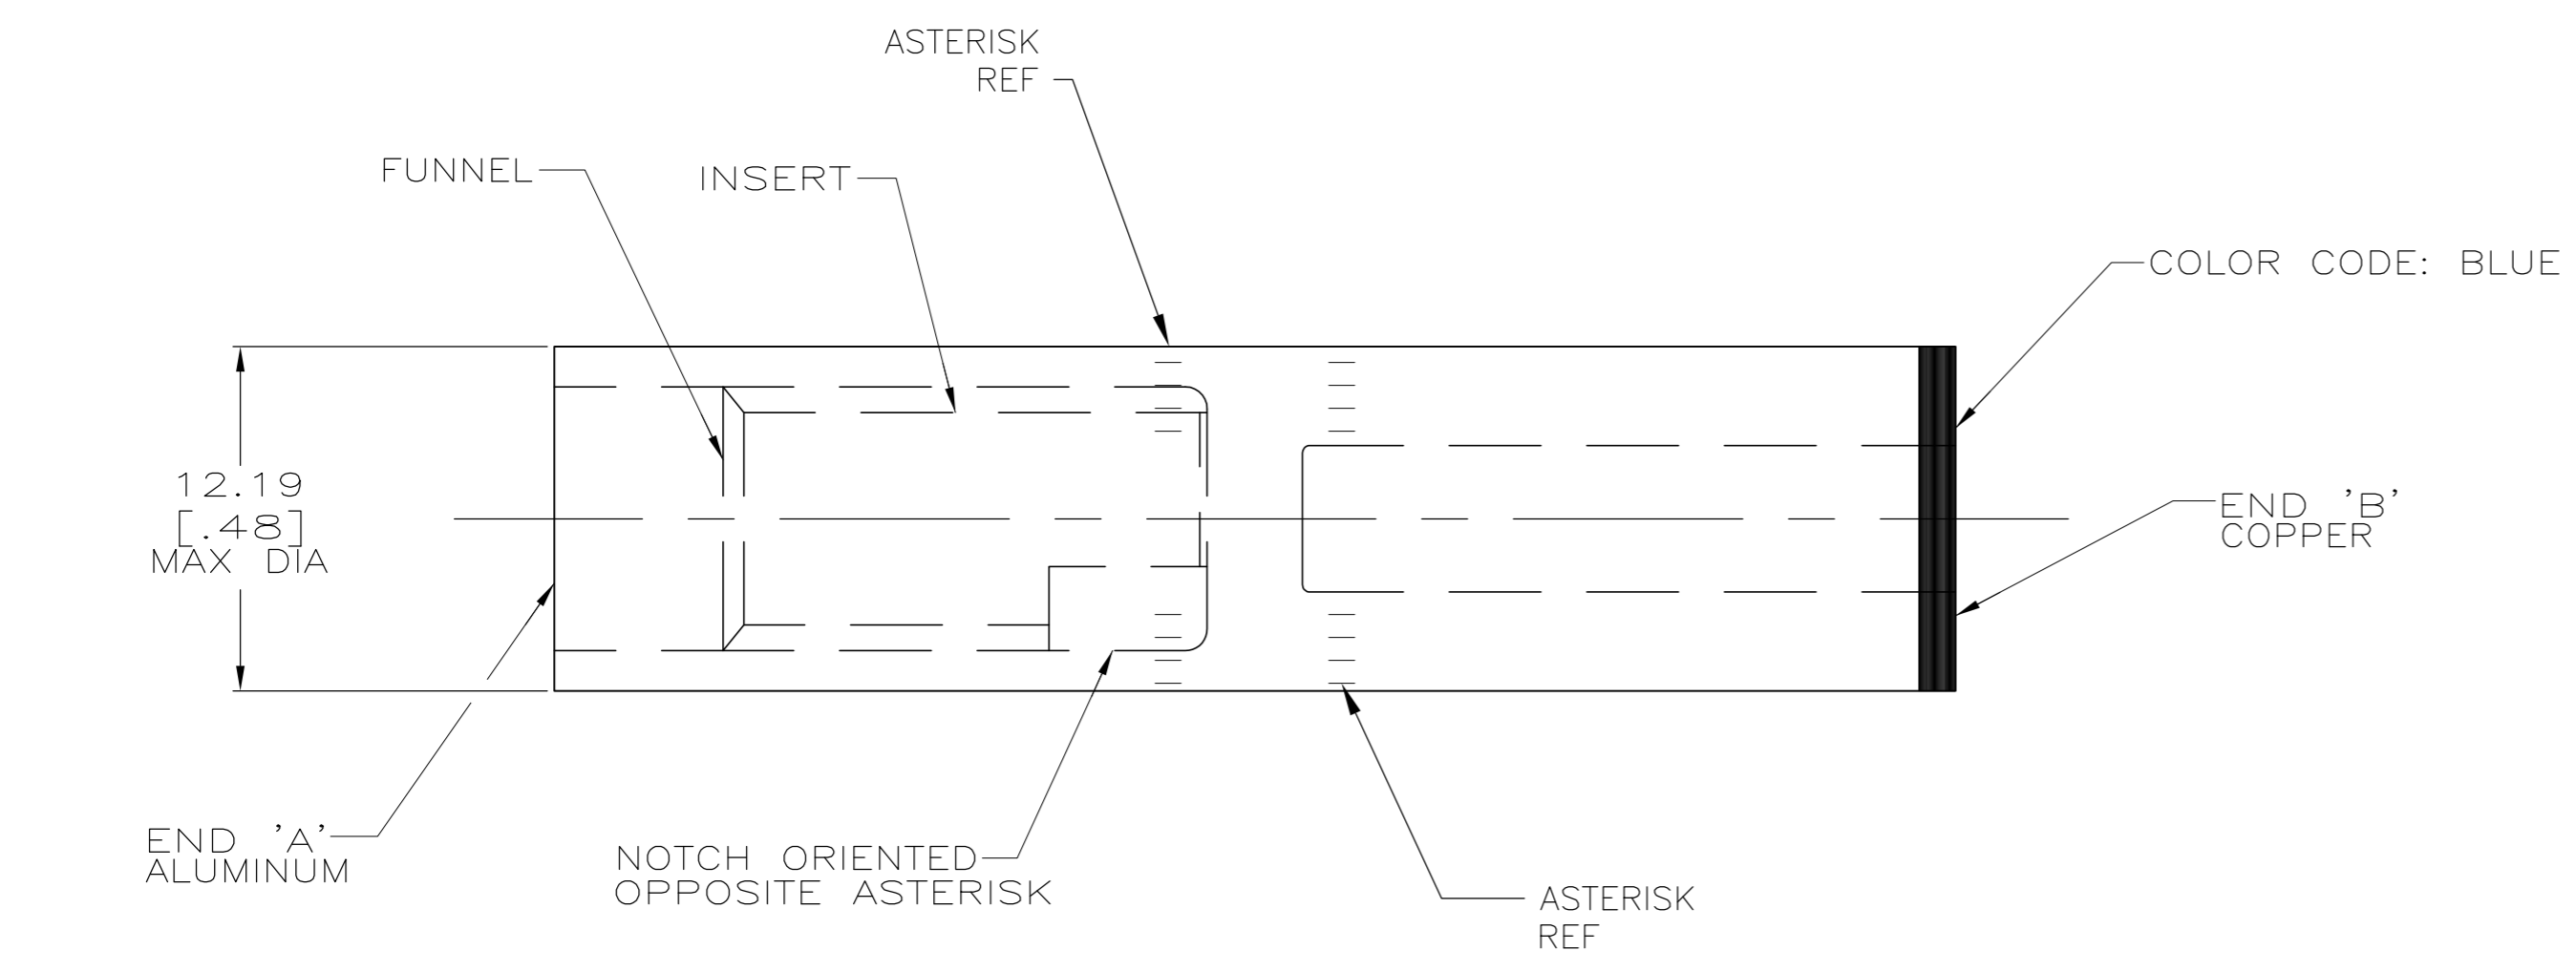 ASTERISK
REF
FUNNEL
INSERT
COLOR CODE: BLUE
12.19
[.48]
MAX DIA
END 'B'
COPPER
END 'A'
ALUMINUM
NOTCH ORIENTED
OPPOSITE ASTERISK
ASTERISK
REF